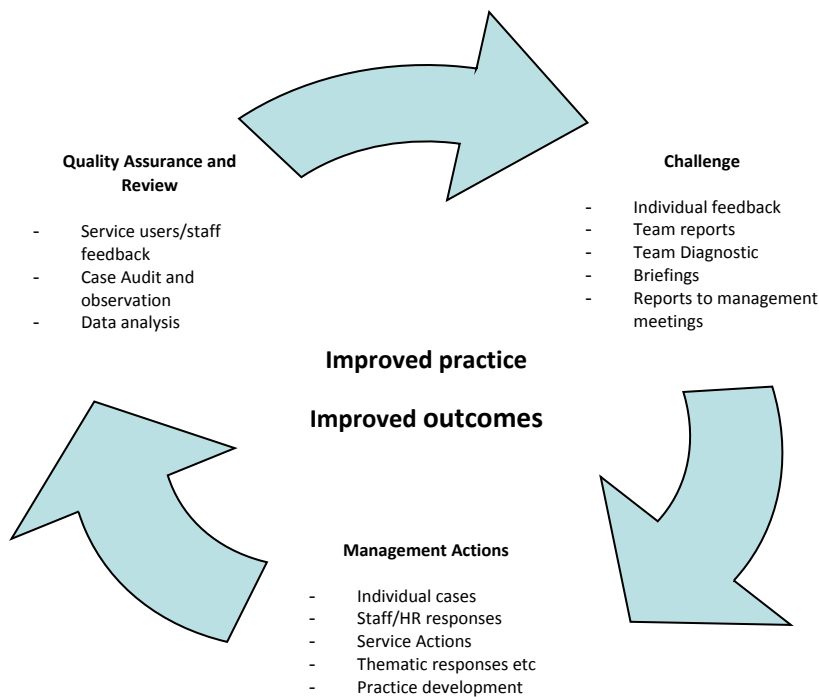 Quality Assurance and
Review
- Service users/staff
feedback
- Case Audit and
observation
- Data analysis
Challenge
- Individual feedback
- Team reports
- Team Diagnostic
- Briefings
- Reports to management
meetings
Improved practice
Improved outcomes
Management Actions
- Individual cases
- Staff/HR responses
- Service Actions
- Thematic responses etc
- Practice development